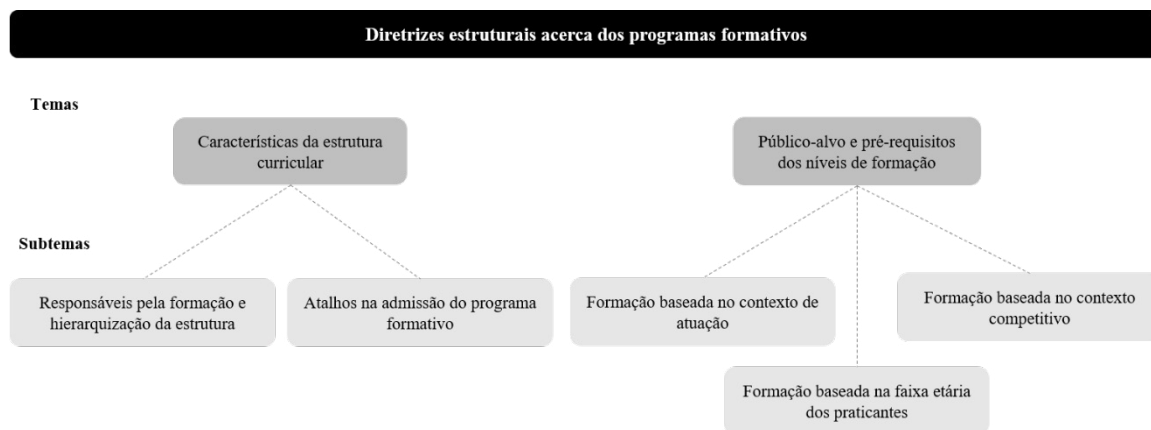 Diretrizes estruturais acerca dos programas formativos
Temas
Características da estrutura
curricular
Público-alvo e pré-requisitos
dos níveis de formação
Subtemas
Responsáveis pela formação e
hierarquização da estrutura
Atalhos na admissão do programa
formativo
Formação baseada no contexto de
atuação
Formação baseada no contexto
competitivo
Formação baseada na faixa etária
dos praticantes